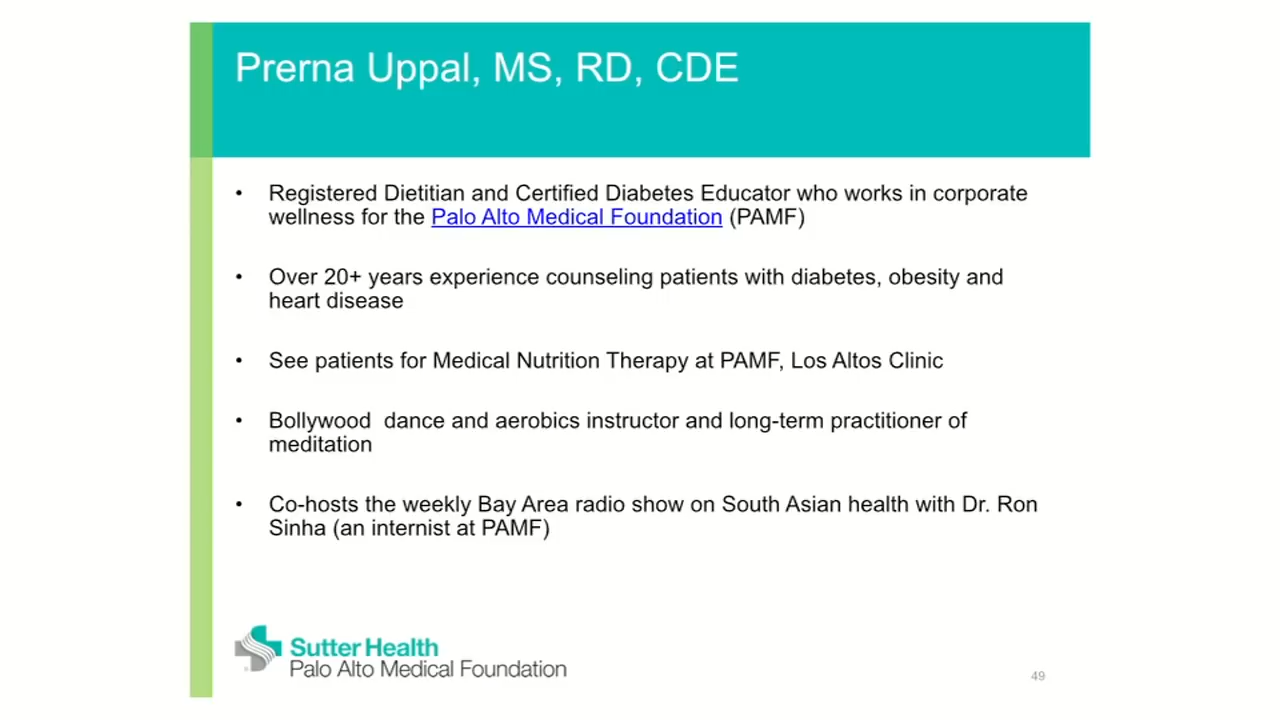 Prerna Uppal, MS, RD, CDE
• Registered Dietitian and Certified Diabetes Educator who works in corporate
wellness for the Palo Alto Medical Foundation (PAMF)
• Over 20+ years experience counseling patients with diabetes, obesity and
heart disease
• See patients for Medical Nutrition Therapy at PAMF, Los Altos Clinic
• Bollywood  dance and aerobics instructor and long-term practitioner of
meditation
• Co-hosts the weekly Bay Area radio show on South Asian health with Dr. Ron
Sinha (an internist at PAMF)
Sutter Health
Palo Alto Medical Foundation
49